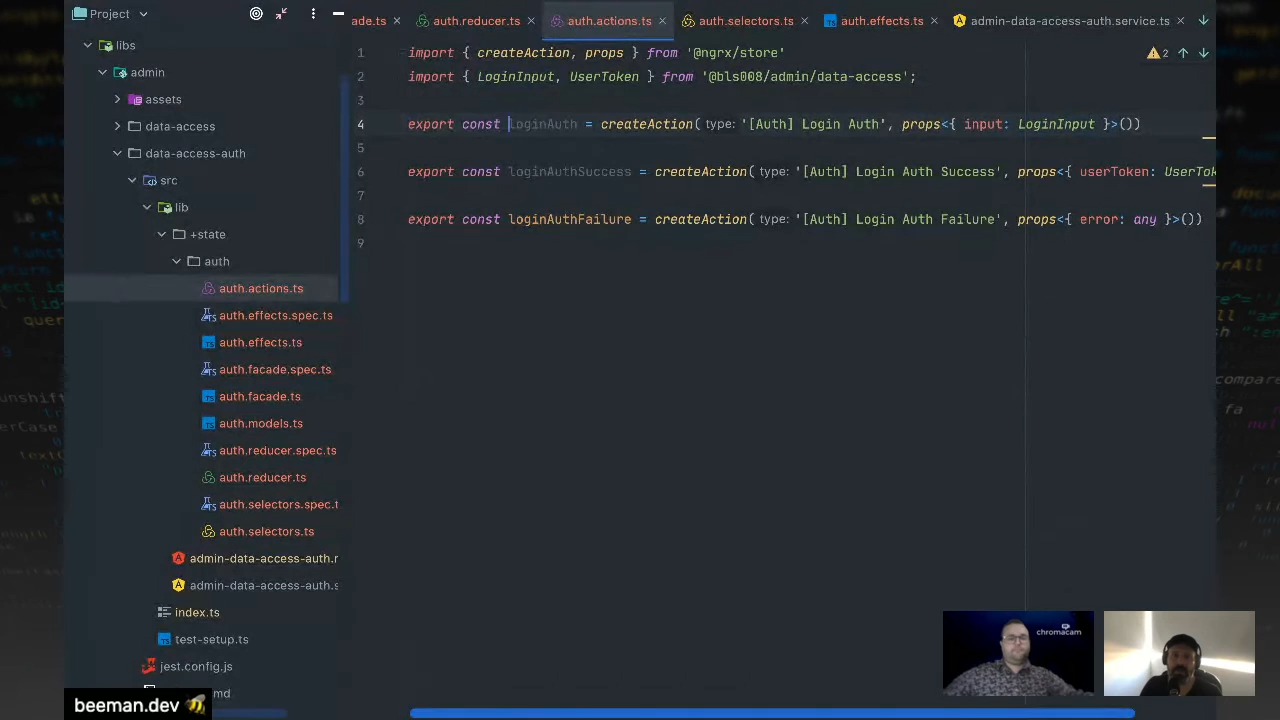 Project
ade.ts
auth.reducer.ts
auth.actions.ts
auth.selectors.ts
auth.effects.ts
admin-data-access-auth.service.ts
libs
admin
assets
data-access
data-access-auth
src
lib
+state
auth
auth.actions.ts
auth.effects.spec.ts
auth.effects.ts
auth.facade.spec.ts
auth.facade.ts
auth.models.ts
auth.reducer.spec.ts
auth.reducer.ts
auth.selectors.spec.t
auth.selectors.ts
admin-data-access-auth.r
admin-data-access-auth.s
index.ts
test-setup.ts
jest.config.js
md
1 import { createAction, props } from '@ngrx/store'
2 import { LoginInput, UserToken } from '@bls008/admin/data-access';
3
4 export const loginAuth = createAction( type: '[Auth] Login Auth', props<{ input: LoginInput }>())
5
6 export const loginAuthSuccess = createAction( type: '[Auth] Login Auth Success', props<{ userToken: UserTok
7
8 export const loginAuthFailure = createAction( type: '[Auth] Login Auth Failure', props<{ error: any }>())
9
2
chromacam
beeman.dev